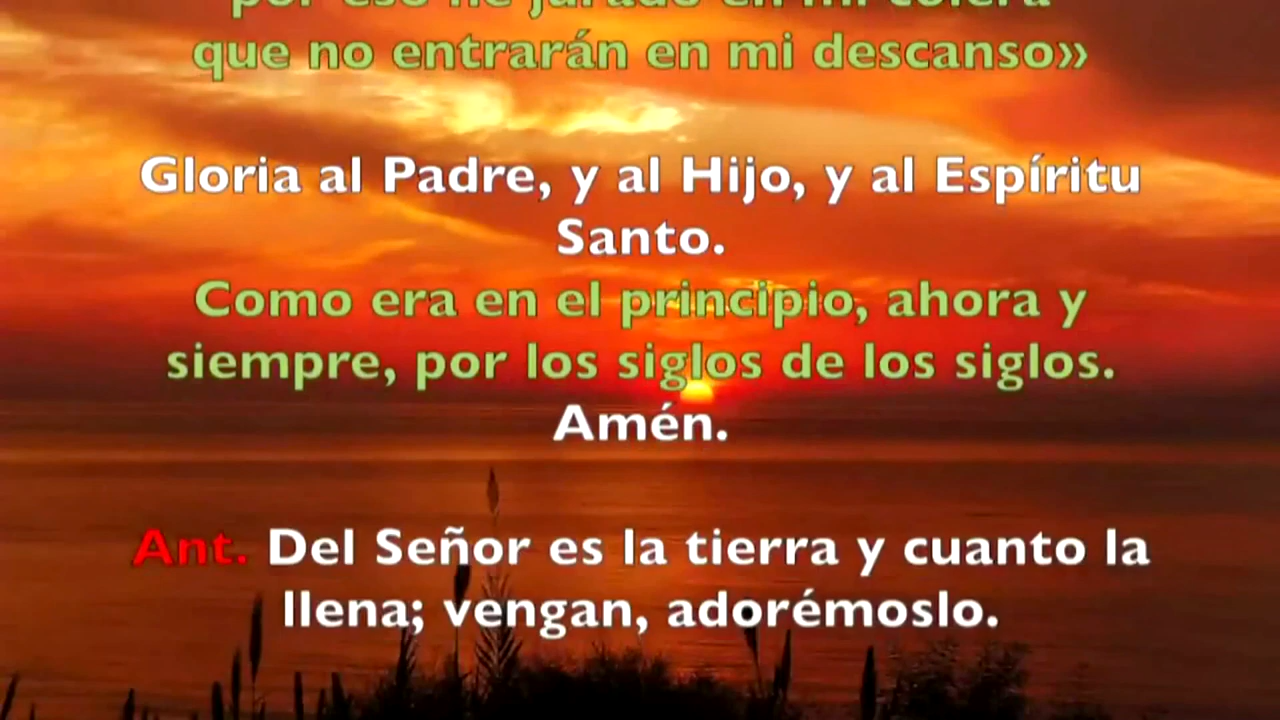 por eso he jurado en mi cólera
que no entrarán en mi descanso»
Gloria al Padre, y al Hijo, y al Espíritu
Santo.
Como era en el principio, ahora y
siempre, por los siglos de los siglos.
Amén.
Ant. Del Señor es la tierra y cuanto la
llena; vengan, adorémoslo.